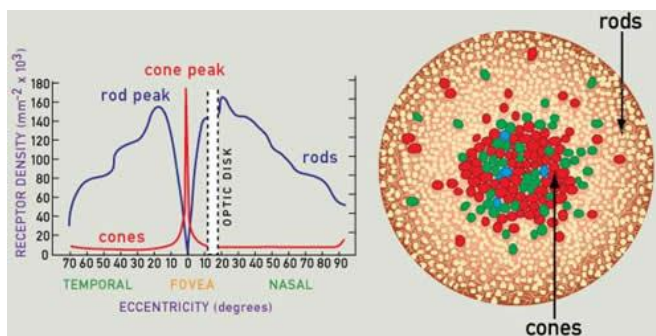 RECEPTOR DENSITY (mm⁻² x 10³)
180
160
140
120
100
80
60
40
20
0
cone peak
rod peak
rods
cones
OPTIC DISK
70 60 50 40 30 20 10 0 10 20 30 40 50 60 70 80 90
TEMPORAL FOVEA NASAL
ECCENTRICITY (degrees)
rods
cones